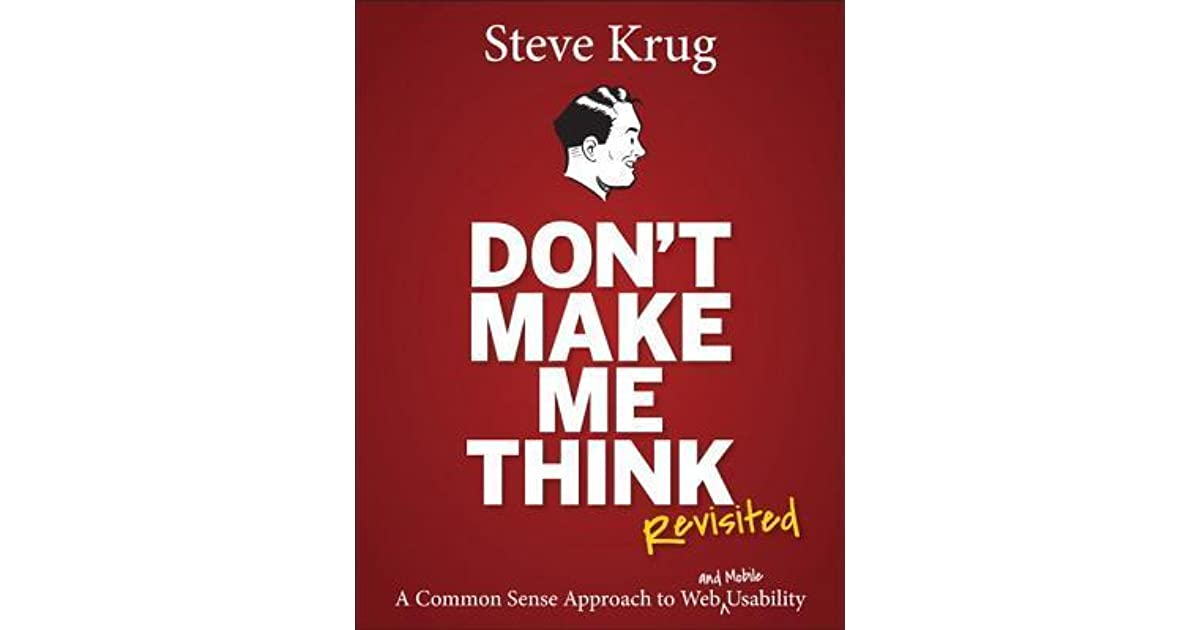 Steve Krug
DON'T
MAKE
ME
THINK
Revisited
and Mobile
A Common Sense Approach to Web Usability